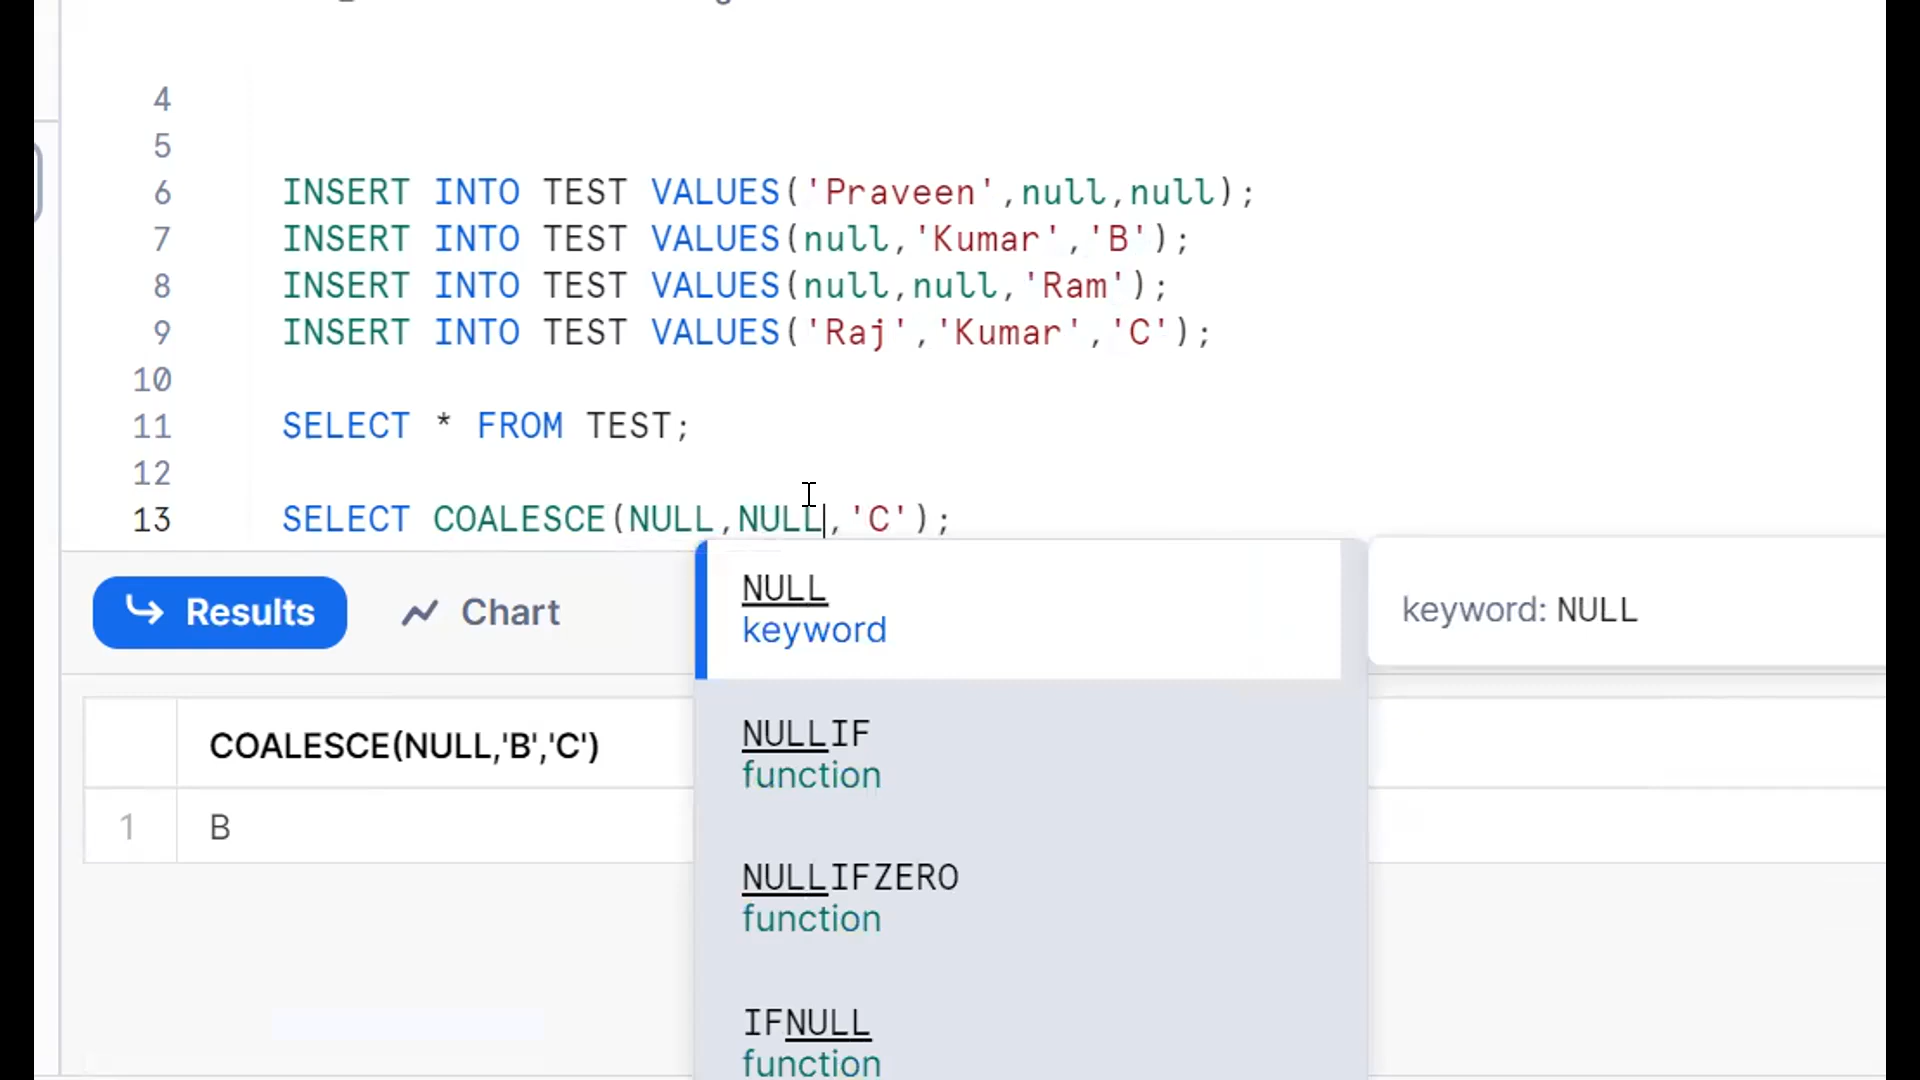 4
5
6 INSERT INTO TEST VALUES('Praveen',null,null);
7 INSERT INTO TEST VALUES(null,'Kumar','B');
8 INSERT INTO TEST VALUES(null,null,'Ram');
9 INSERT INTO TEST VALUES('Raj','Kumar','C');
10
11 SELECT * FROM TEST;
12
13 SELECT COALESCE(NULL,NULL,'C');
Results Chart
NULL
keyword
keyword: NULL
NULLIF
function
NULLIFZERO
function
IFNULL
function
COALESCE(NULL,'B','C')
1 B